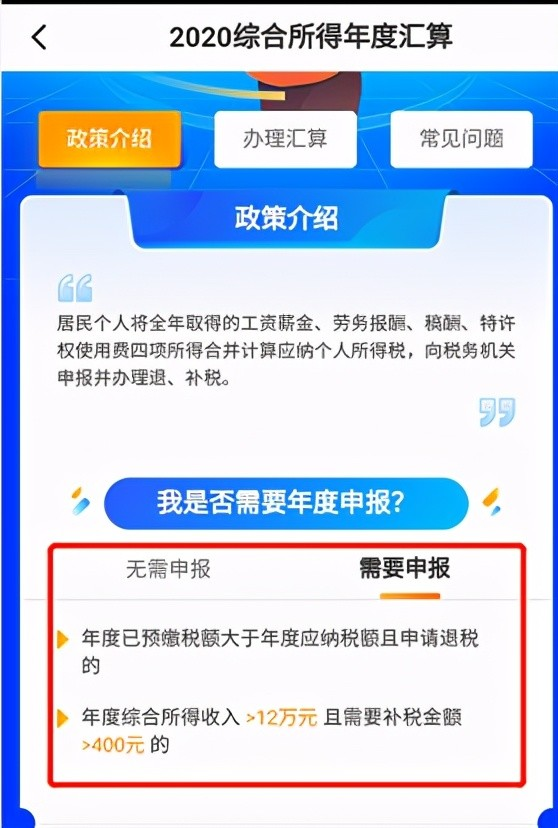 2020综合所得年度汇算
政策介绍
办理汇算
常见问题
政策介绍
居民个人将全年取得的工资薪金、劳务报酬、稿酬、特许
权使用费四项所得合并计算应纳个人所得税，向税务机关
申报并办理退、补税。
我是否需要年度申报？
无需申报
需要申报
年度已预缴税额大于年度应纳税额且申请退税
的
年度综合所得收入 >12万元 且需要补税金额
>400元 的